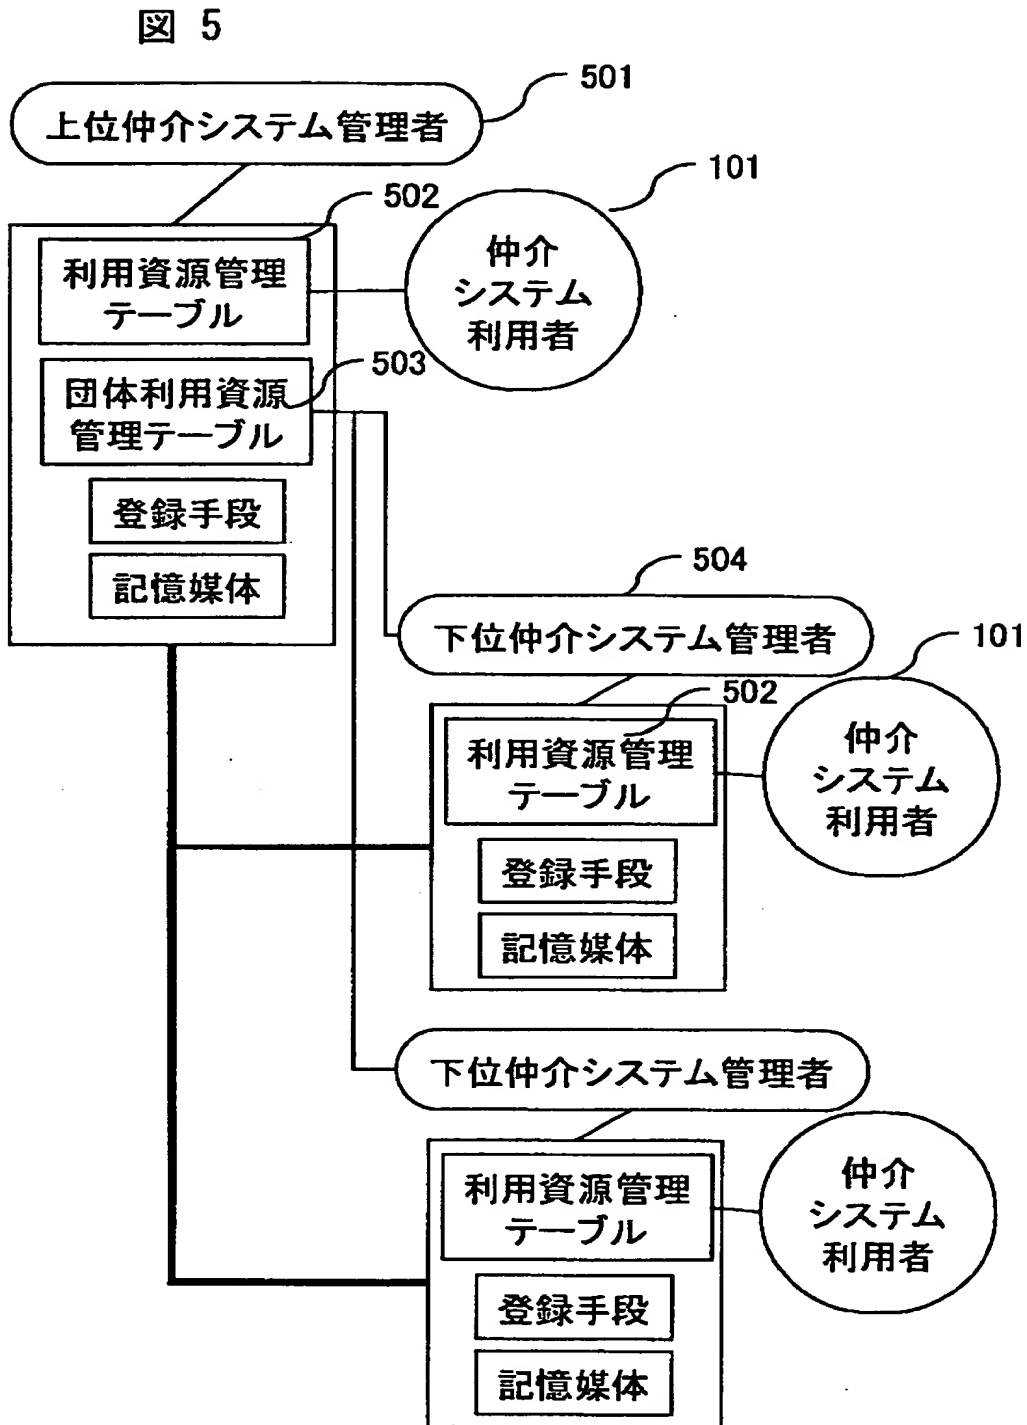 図 5
501
上位仲介システム管理者
101
502
利用資源管理
テーブル
仲介
システム
利用者
503
団体利用資源
管理テーブル
登録手段
記憶媒体
504
下位仲介システム管理者
101
502
利用資源管理
テーブル
仲介
システム
利用者
登録手段
記憶媒体
下位仲介システム管理者
利用資源管理
テーブル
仲介
システム
利用者
登録手段
記憶媒体